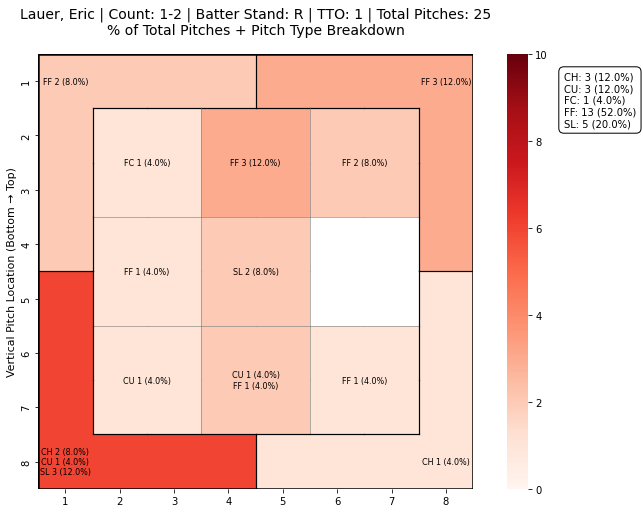 Lauer, Eric | Count: 1-2 | Batter Stand: R | TTO: 1 | Total Pitches: 25
% of Total Pitches + Pitch Type Breakdown
FF 2 (8.0%)
FF 3 (12.0%)
FC 1 (4.0%)
FF 3 (12.0%)
FF 2 (8.0%)
FF 1 (4.0%)
SL 2 (8.0%)
CU 1 (4.0%)
CU 1 (4.0%)
FF 1 (4.0%)
FF 1 (4.0%)
CH 2 (8.0%)
CU 1 (4.0%)
SL 3 (12.0%)
CH 1 (4.0%)
Vertical Pitch Location (Bottom → Top)
1
2
3
4
5
6
7
8
1
2
3
4
5
6
7
8
10
8
6
4
2
0
CH: 3 (12.0%)
CU: 3 (12.0%)
FC: 1 (4.0%)
FF: 13 (52.0%)
SL: 5 (20.0%)